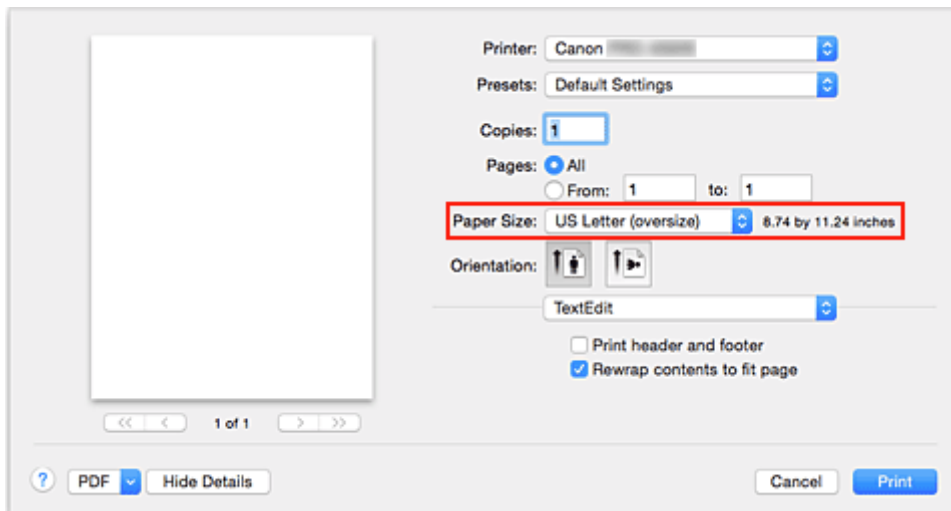 Printer: Canon
Presets: Default Settings
Copies: 1
Pages: All
From: 1 to: 1
Paper Size: US Letter (oversize) 8.74 by 11.24 inches
Orientation:
TextEdit
Print header and footer
Rewrap contents to fit page
<< < 1 of 1 > >>
? PDF Hide Details Cancel Print